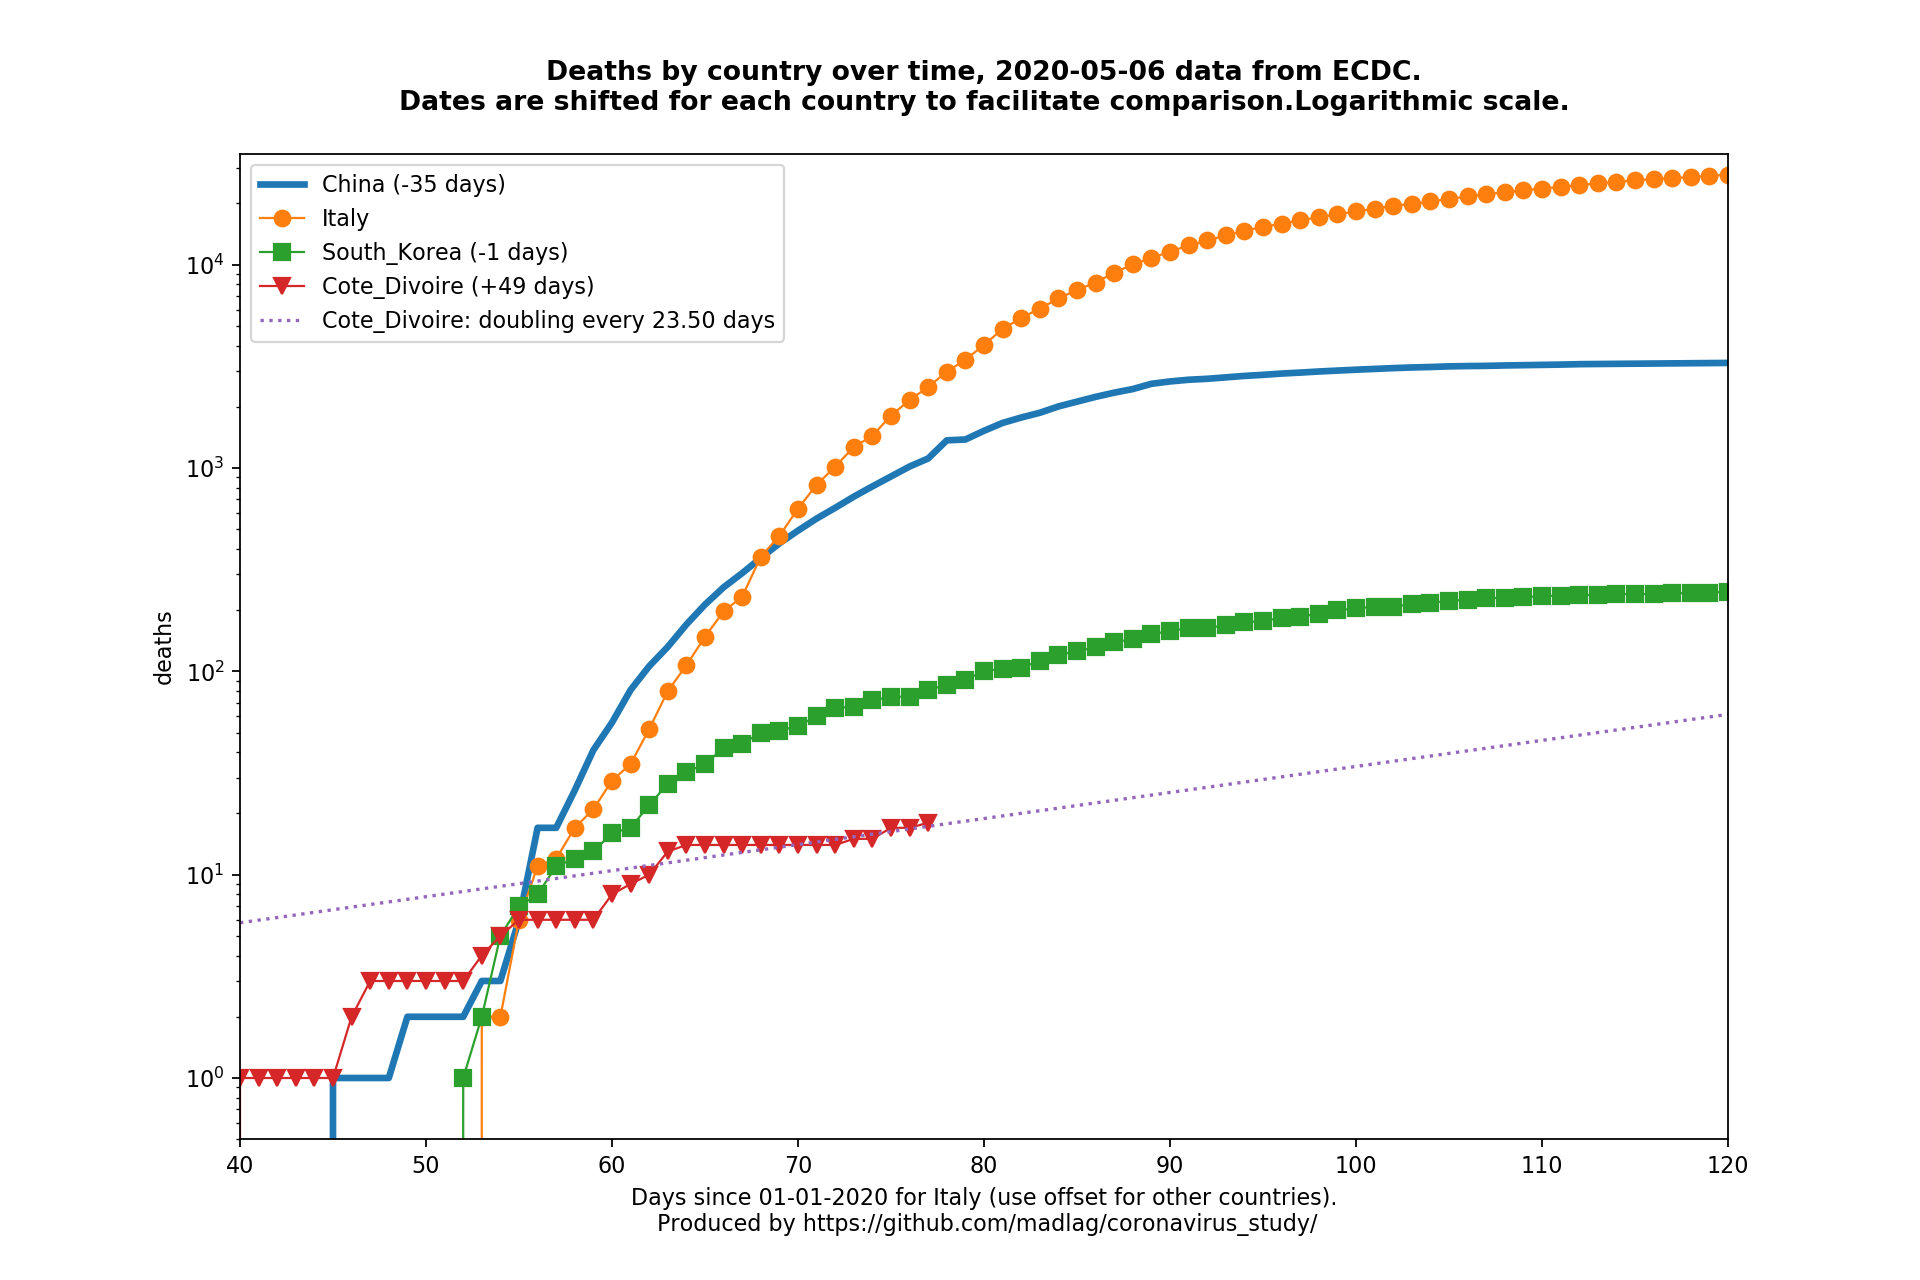 Deaths by country over time, 2020-05-06 data from ECDC.
Dates are shifted for each country to facilitate comparison.Logarithmic scale.
China (-35 days)
Italy
South_Korea (-1 days)
Cote_Divoire (+49 days)
Cote_Divoire: doubling every 23.50 days
deaths
10⁴
10³
10²
10¹
10⁰
40 50 60 70 80 90 100 110 120
Days since 01-01-2020 for Italy (use offset for other countries).
Produced by https://github.com/madlag/coronavirus_study/